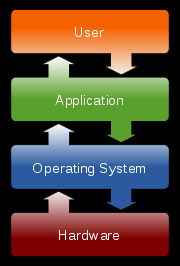 User
Application
Operating System
Hardware